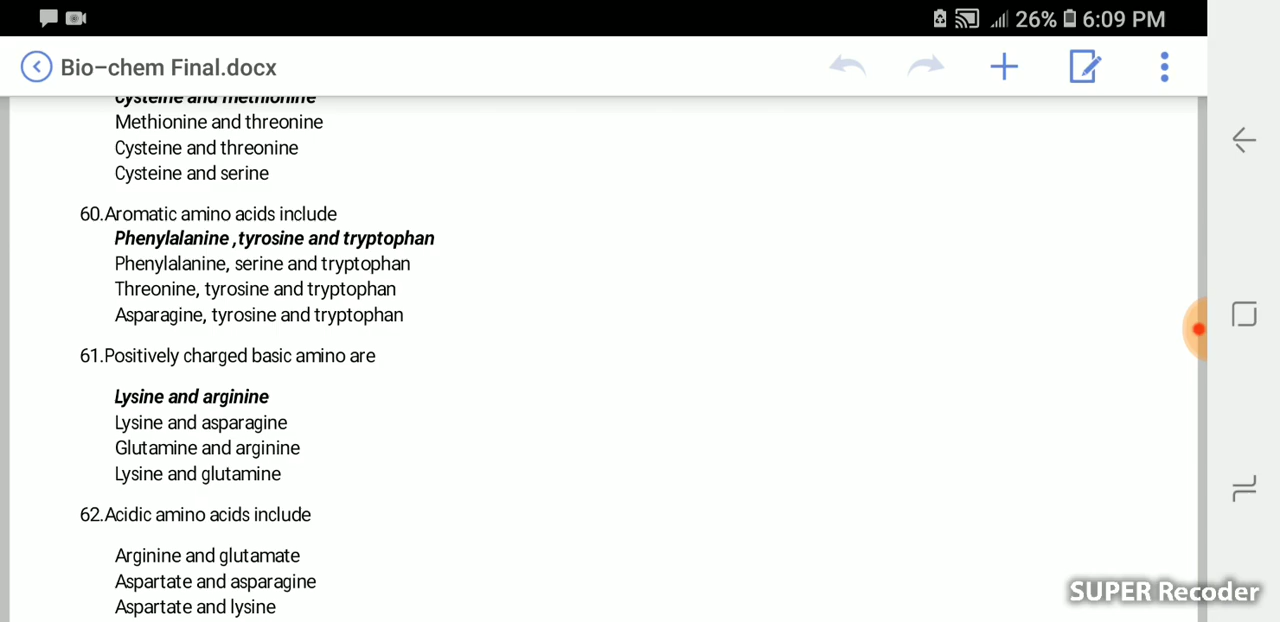 26% 6:09 PM
Bio-chem Final.docx
cysteine and methionine
Methionine and threonine
Cysteine and threonine
Cysteine and serine
60.Aromatic amino acids include
Phenylalanine ,tyrosine and tryptophan
Phenylalanine, serine and tryptophan
Threonine, tyrosine and tryptophan
Asparagine, tyrosine and tryptophan
61.Positively charged basic amino are
Lysine and arginine
Lysine and asparagine
Glutamine and arginine
Lysine and glutamine
62.Acidic amino acids include
Arginine and glutamate
Aspartate and asparagine
Aspartate and lysine
SUPER Recoder